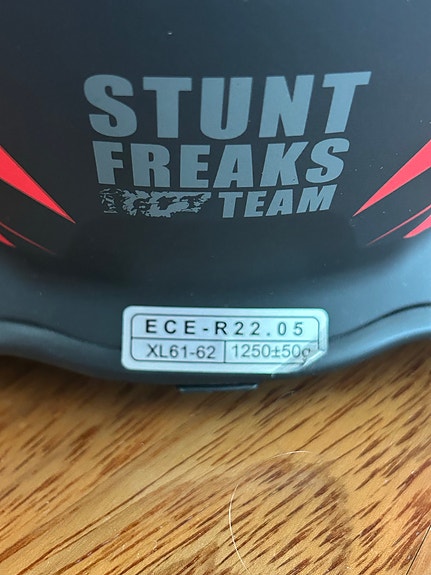 STUNT
FREAKS
TEAM
ECE-R22.05
XL61-62 1250±50g